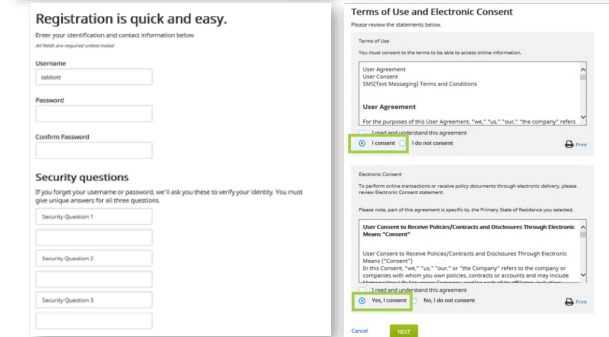 Registration is quick and easy.
Enter your identification and contact information below
All fields are required unless noted
Username
tabbott
Password
Confirm Password
Security questions
If you forget your username or password, we'll ask you these to verify your identity. You must
give unique answers for all three questions.
Security Question 1
Security Question 2
Security Question 3
Terms of Use and Electronic Consent
Please review the statements below.
Terms of Use
You must consent to the terms to be able to access online information.
User Agreement
User Consent
SMS(Text Messaging) Terms and Conditions
User Agreement
For the purposes of this User Agreement, "we," "us," "our," "the company" refers
I read and understand this agreement
I consent
I do not consent
Print
Electronic Consent
To perform online transactions or receive policy documents through electronic delivery, please
review Electronic Consent statement.
Please note, part of this agreement is specific to, the Primary State of Residence you selected.
User Consent to Receive Policies/Contracts and Disclosures Through Electronic
Means "Consent"
User Consent to Receive Policies/Contracts and Disclosures Through Electronic
Means ["Consent"]
In this Consent, "we," "us," "our," or "the Company" refers to the company or
companies with whom you own policies, contracts or accounts and may include
I read and understand this agreement
Yes, I consent
No, I do not consent
Print
Cancel
NEXT